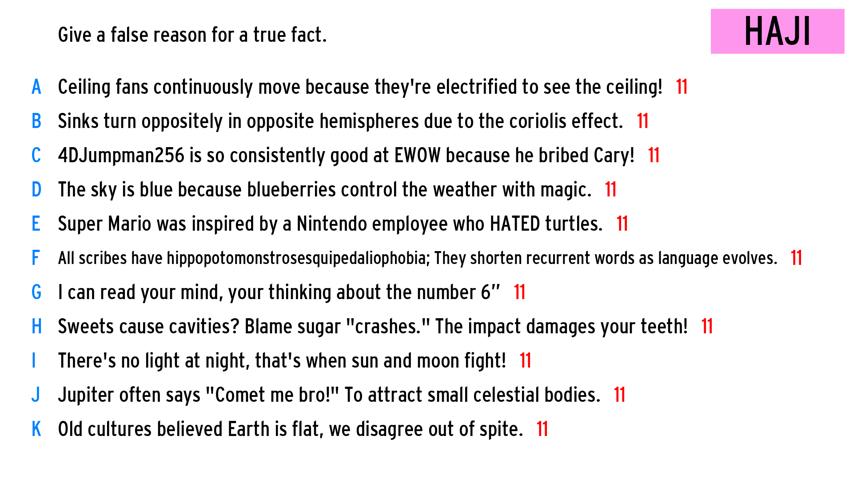 Give a false reason for a true fact.
HAJI
A Ceiling fans continuously move because they're electrified to see the ceiling! 11
B Sinks turn oppositely in opposite hemispheres due to the coriolis effect. 11
C 4DJumpman256 is so consistently good at EWOW because he bribed Cary! 11
D The sky is blue because blueberries control the weather with magic. 11
E Super Mario was inspired by a Nintendo employee who HATED turtles. 11
F All scribes have hippopotomonstrosesquipedaliophobia; They shorten recurrent words as language evolves. 11
G I can read your mind, your thinking about the number 6” 11
H Sweets cause cavities? Blame sugar "crashes." The impact damages your teeth! 11
I There's no light at night, that's when sun and moon fight! 11
J Jupiter often says "Comet me bro!" To attract small celestial bodies. 11
K Old cultures believed Earth is flat, we disagree out of spite. 11